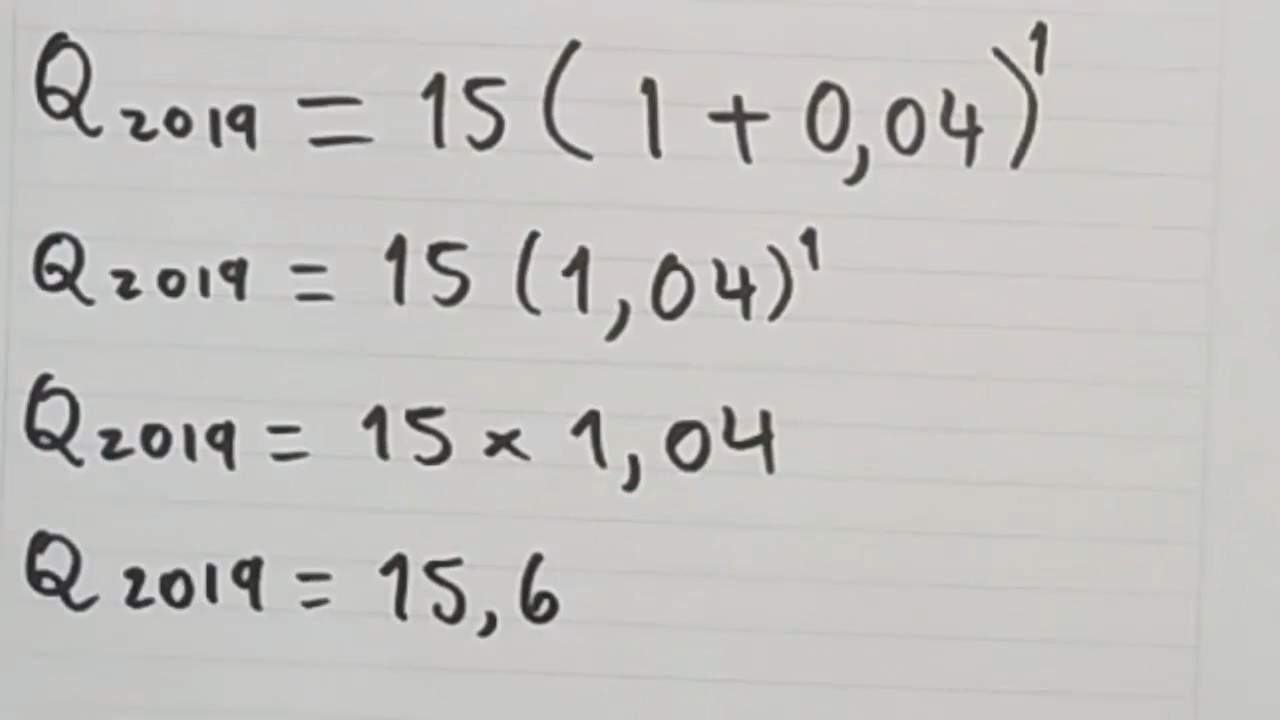 Q₂₀₁₉ = 15 (1 + 0,04)¹
Q₂₀₁₉ = 15 (1,04)¹
Q₂₀₁₉ = 15 × 1,04
Q₂₀₁₉ = 15,6